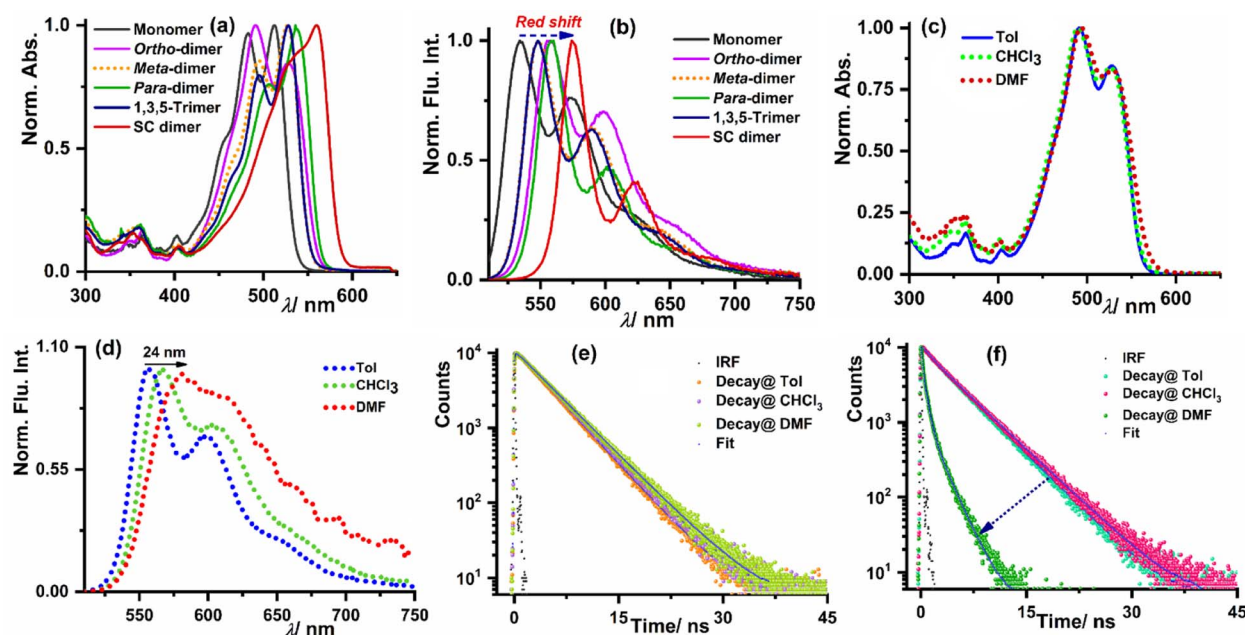 (a)
Norm. Abs.
1.0
0.5
0.0
Monomer
Ortho-dimer
Meta-dimer
Para-dimer
1,3,5-Trimer
SC dimer
300 400 500 600
λ/ nm
(b)
Red shift
Norm. Flu. Int.
1.0
0.5
0.0
Monomer
Ortho-dimer
Meta-dimer
Para-dimer
1,3,5-Trimer
SC dimer
550 600 650 700 750
λ/ nm
(c)
Norm. Abs.
1.00
0.75
0.50
0.25
0.00
Tol
CHCl3
DMF
300 400 500 600
λ/ nm
(d)
24 nm
Norm. Flu. Int.
1.10
0.55
0.00
Tol
CHCl3
DMF
550 600 650 700 750
λ/ nm
(e)
Counts
10^4
10^3
10^2
10^1
IRF
Decay@ Tol
Decay@ CHCl3
Decay@ DMF
Fit
0 15 30 45
Time/ ns
(f)
Counts
10^4
10^3
10^2
10^1
IRF
Decay@ Tol
Decay@ CHCl3
Decay@ DMF
Fit
0 15 30 45
Time/ ns